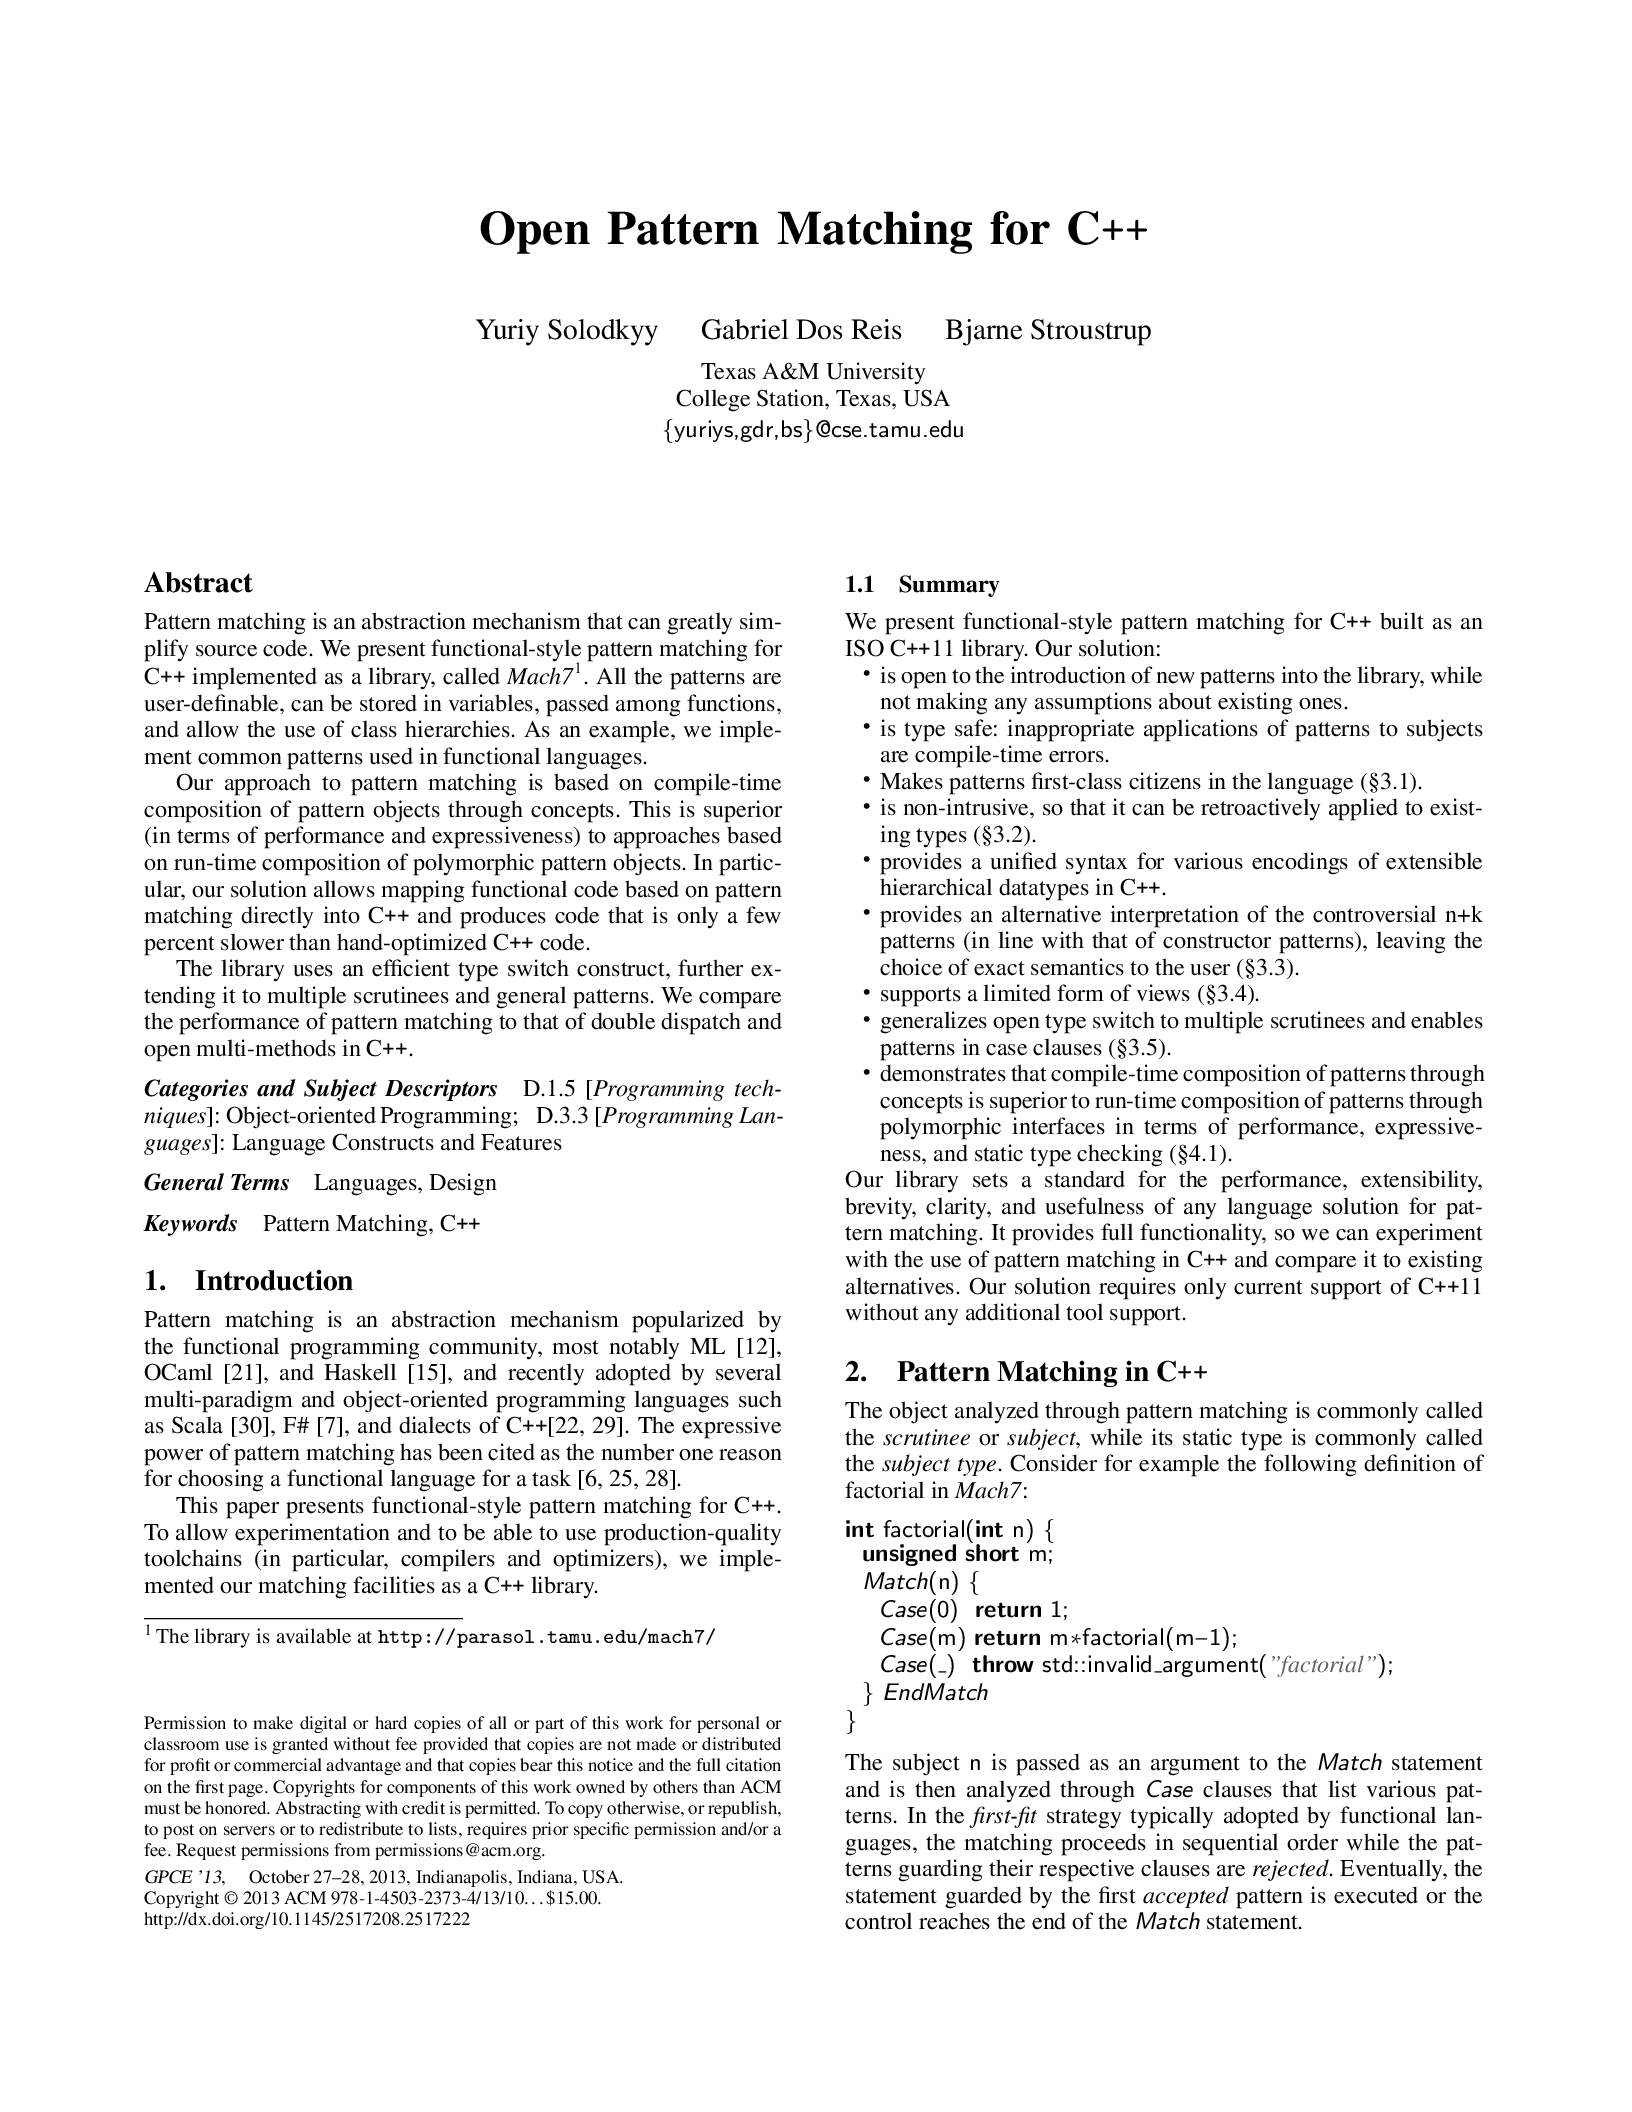 Open Pattern Matching for C++
Yuriy Solodkyy Gabriel Dos Reis Bjarne Stroustrup
Texas A&M University
College Station, Texas, USA
{yuriys,gdr,bs}@cse.tamu.edu
Abstract
Pattern matching is an abstraction mechanism that can greatly sim-
plify source code. We present functional-style pattern matching for
C++ implemented as a library, called Mach7¹. All the patterns are
user-definable, can be stored in variables, passed among functions,
and allow the use of class hierarchies. As an example, we imple-
ment common patterns used in functional languages.
Our approach to pattern matching is based on compile-time
composition of pattern objects through concepts. This is superior
(in terms of performance and expressiveness) to approaches based
on run-time composition of polymorphic pattern objects. In partic-
ular, our solution allows mapping functional code based on pattern
matching directly into C++ and produces code that is only a few
percent slower than hand-optimized C++ code.
The library uses an efficient type switch construct, further ex-
tending it to multiple scrutinees and general patterns. We compare
the performance of pattern matching to that of double dispatch and
open multi-methods in C++.
Categories and Subject Descriptors D.1.5 [Programming tech-
niques]: Object-oriented Programming; D.3.3 [Programming Lan-
guages]: Language Constructs and Features
General Terms Languages, Design
Keywords Pattern Matching, C++
1. Introduction
Pattern matching is an abstraction mechanism popularized by
the functional programming community, most notably ML [12],
OCaml [21], and Haskell [15], and recently adopted by several
multi-paradigm and object-oriented programming languages such
as Scala [30], F# [7], and dialects of C++[22, 29]. The expressive
power of pattern matching has been cited as the number one reason
for choosing a functional language for a task [6, 25, 28].
This paper presents functional-style pattern matching for C++.
To allow experimentation and to be able to use production-quality
toolchains (in particular, compilers and optimizers), we imple-
mented our matching facilities as a C++ library.
¹ The library is available at http://parasol.tamu.edu/mach7/
Permission to make digital or hard copies of all or part of this work for personal or
classroom use is granted without fee provided that copies are not made or distributed
for profit or commercial advantage and that copies bear this notice and the full citation
on the first page. Copyrights for components of this work owned by others than ACM
must be honored. Abstracting with credit is permitted. To copy otherwise, or republish,
to post on servers or to redistribute to lists, requires prior specific permission and/or a
fee. Request permissions from permissions@acm.org.
GPCE '13, October 27–28, 2013, Indianapolis, Indiana, USA.
Copyright © 2013 ACM 978-1-4503-2373-4/13/10…$15.00.
http://dx.doi.org/10.1145/2517208.2517222
1.1 Summary
We present functional-style pattern matching for C++ built as an
ISO C++11 library. Our solution:
• is open to the introduction of new patterns into the library, while
not making any assumptions about existing ones.
• is type safe: inappropriate applications of patterns to subjects
are compile-time errors.
• Makes patterns first-class citizens in the language (§3.1).
• is non-intrusive, so that it can be retroactively applied to exist-
ing types (§3.2).
• provides a unified syntax for various encodings of extensible
hierarchical datatypes in C++.
• provides an alternative interpretation of the controversial n+k
patterns (in line with that of constructor patterns), leaving the
choice of exact semantics to the user (§3.3).
• supports a limited form of views (§3.4).
• generalizes open type switch to multiple scrutinees and enables
patterns in case clauses (§3.5).
• demonstrates that compile-time composition of patterns through
concepts is superior to run-time composition of patterns through
polymorphic interfaces in terms of performance, expressive-
ness, and static type checking (§4.1).
Our library sets a standard for the performance, extensibility,
brevity, clarity, and usefulness of any language solution for pat-
tern matching. It provides full functionality, so we can experiment
with the use of pattern matching in C++ and compare it to existing
alternatives. Our solution requires only current support of C++11
without any additional tool support.
2. Pattern Matching in C++
The object analyzed through pattern matching is commonly called
the scrutinee or subject, while its static type is commonly called
the subject type. Consider for example the following definition of
factorial in Mach7:
int factorial(int n) {
unsigned short m;
Match(n) {
Case(0) return 1;
Case(m) return m*factorial(m−1);
Case(_) throw std::invalid_argument("factorial");
} EndMatch
}
The subject n is passed as an argument to the Match statement
and is then analyzed through Case clauses that list various pat-
terns. In the first-fit strategy typically adopted by functional lan-
guages, the matching proceeds in sequential order while the pat-
terns guarding their respective clauses are rejected. Eventually, the
statement guarded by the first accepted pattern is executed or the
control reaches the end of the Match statement.